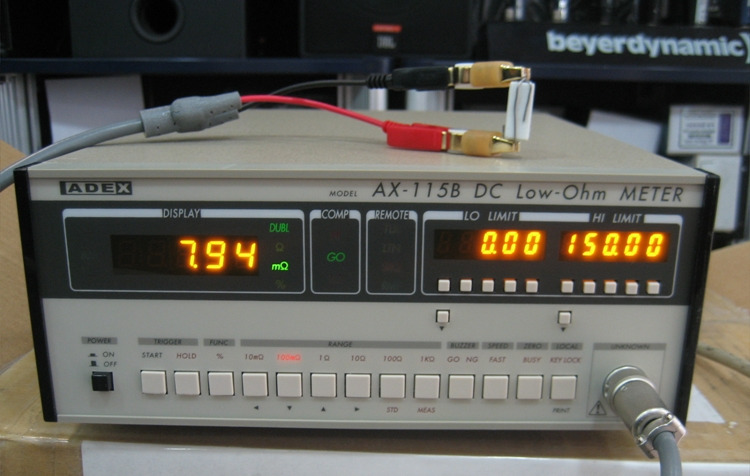 beyerdynamic
JBL
ADEX
MODEL AX-115B DC Low-Ohm METER
DISPLAY
COMP
REMOTE
LO LIMIT
HI LIMIT
DUBL
Ω
mΩ
%
7.94
GO
0.00
150.00
POWER
ON
OFF
TRIGGER
START HOLD
FUNC
%
RANGE
10mΩ 100mΩ 1Ω 10Ω 100Ω 1KΩ
STD MEAS
BUZZER
GO NG
SPEED
FAST
ZERO
BUSY
LOCAL
KEY LOCK
PRINT
UNKNOWN